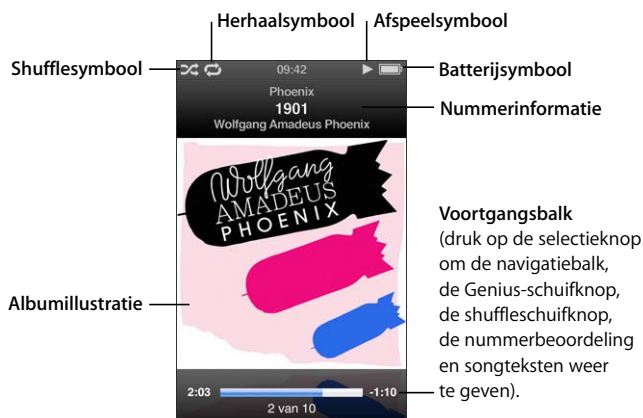 Herhaalsymbool
Afspeelsymbool
Shufflesymbool
09:42
Batterijsymbool
Phoenix
1901
Wolfgang Amadeus Phoenix
Nummerinformatie
Wolfgang
AMADEUS
PHOENIX
Voortgangsbalk
(druk op de selectieknop
om de navigatiebalk,
de Genius-schuifknop,
de shuffleschuifknop,
de nummerbeoordeling
en songteksten weer
te geven).
Albumillustratie
2:03
-1:10
2 van 10